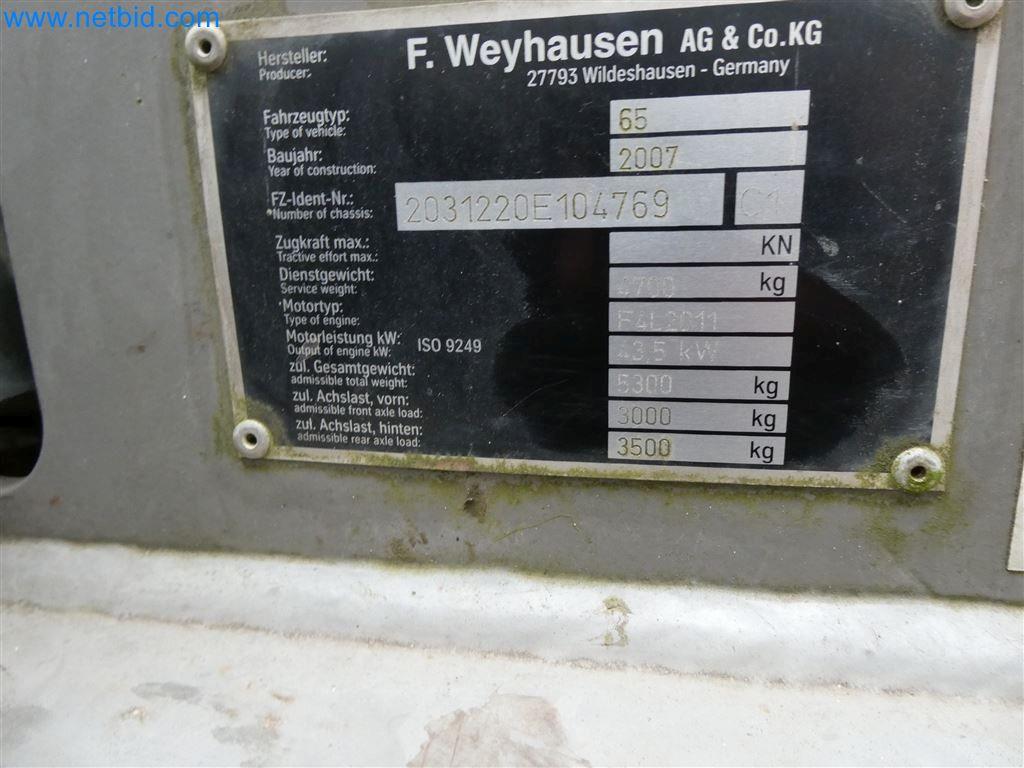 www.netbid.com
Hersteller: F. Weyhausen AG & Co.KG
Producer: 27793 Wildeshausen - Germany
Fahrzeugtyp: 65
Type of vehicle:
Baujahr: 2007
Year of construction:
FZ-Ident-Nr.: 2031220E104769 C1
Number of chassis:
Zugkraft max.: KN
Tractive effort max.:
Dienstgewicht: kg
Service weight:
Motortyp: F4L2011
Type of engine:
Motorleistung kW: ISO 9249 43.5 kW
Output of engine kW:
zul. Gesamtgewicht: 5300 kg
admissible total weight:
zul. Achslast, vorn: 3000 kg
admissible front axle load:
zul. Achslast, hinten: 3500 kg
admissible rear axle load: